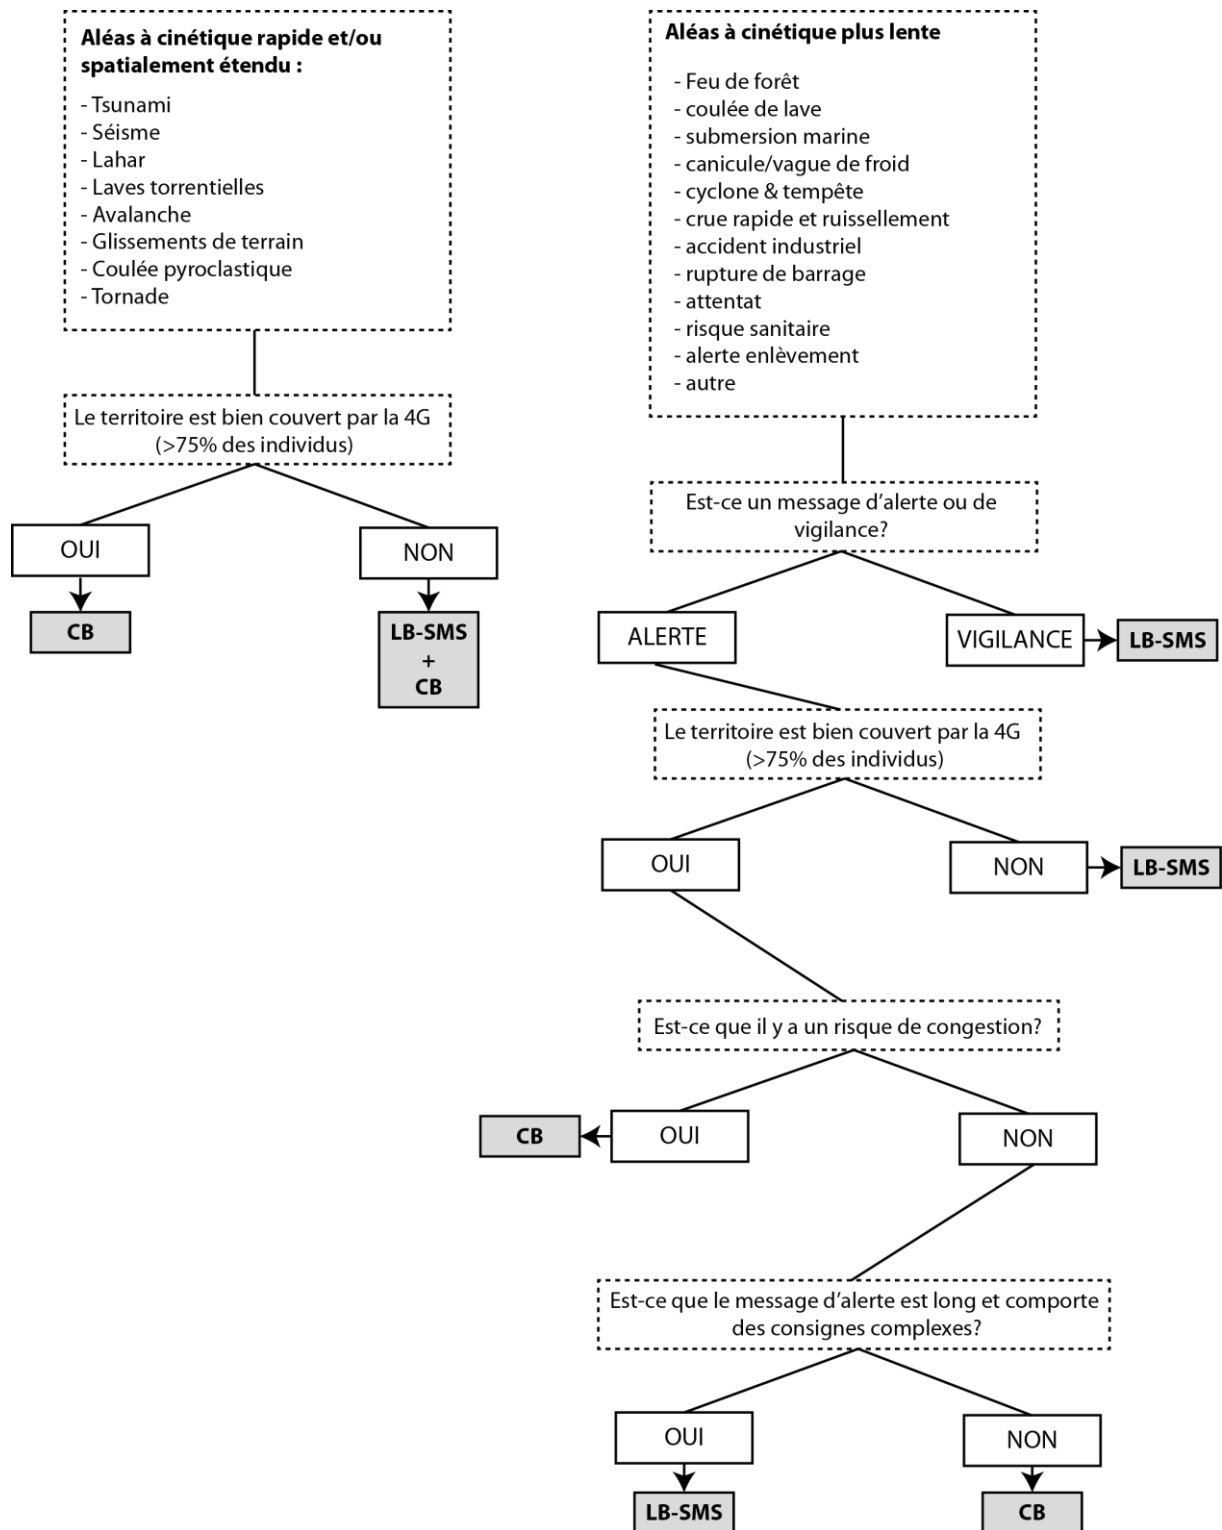 Aléas à cinétique rapide et/ou
spatialement étendu :
- Tsunami
- Séisme
- Lahar
- Laves torrentielles
- Avalanche
- Glissements de terrain
- Coulée pyroclastique
- Tornade
Le territoire est bien couvert par la 4G
(>75% des individus)
OUI
NON
CB
LB-SMS
+
CB
Aléas à cinétique plus lente
- Feu de forêt
- coulée de lave
- submersion marine
- canicule/vague de froid
- cyclone & tempête
- crue rapide et ruissellement
- accident industriel
- rupture de barrage
- attentat
- risque sanitaire
- alerte enlèvement
- autre
Est-ce un message d'alerte ou de
vigilance?
ALERTE
VIGILANCE
LB-SMS
Le territoire est bien couvert par la 4G
(>75% des individus)
OUI
NON
LB-SMS
Est-ce que il y a un risque de congestion?
CB
OUI
NON
Est-ce que le message d'alerte est long et comporte
des consignes complexes?
OUI
NON
LB-SMS
CB